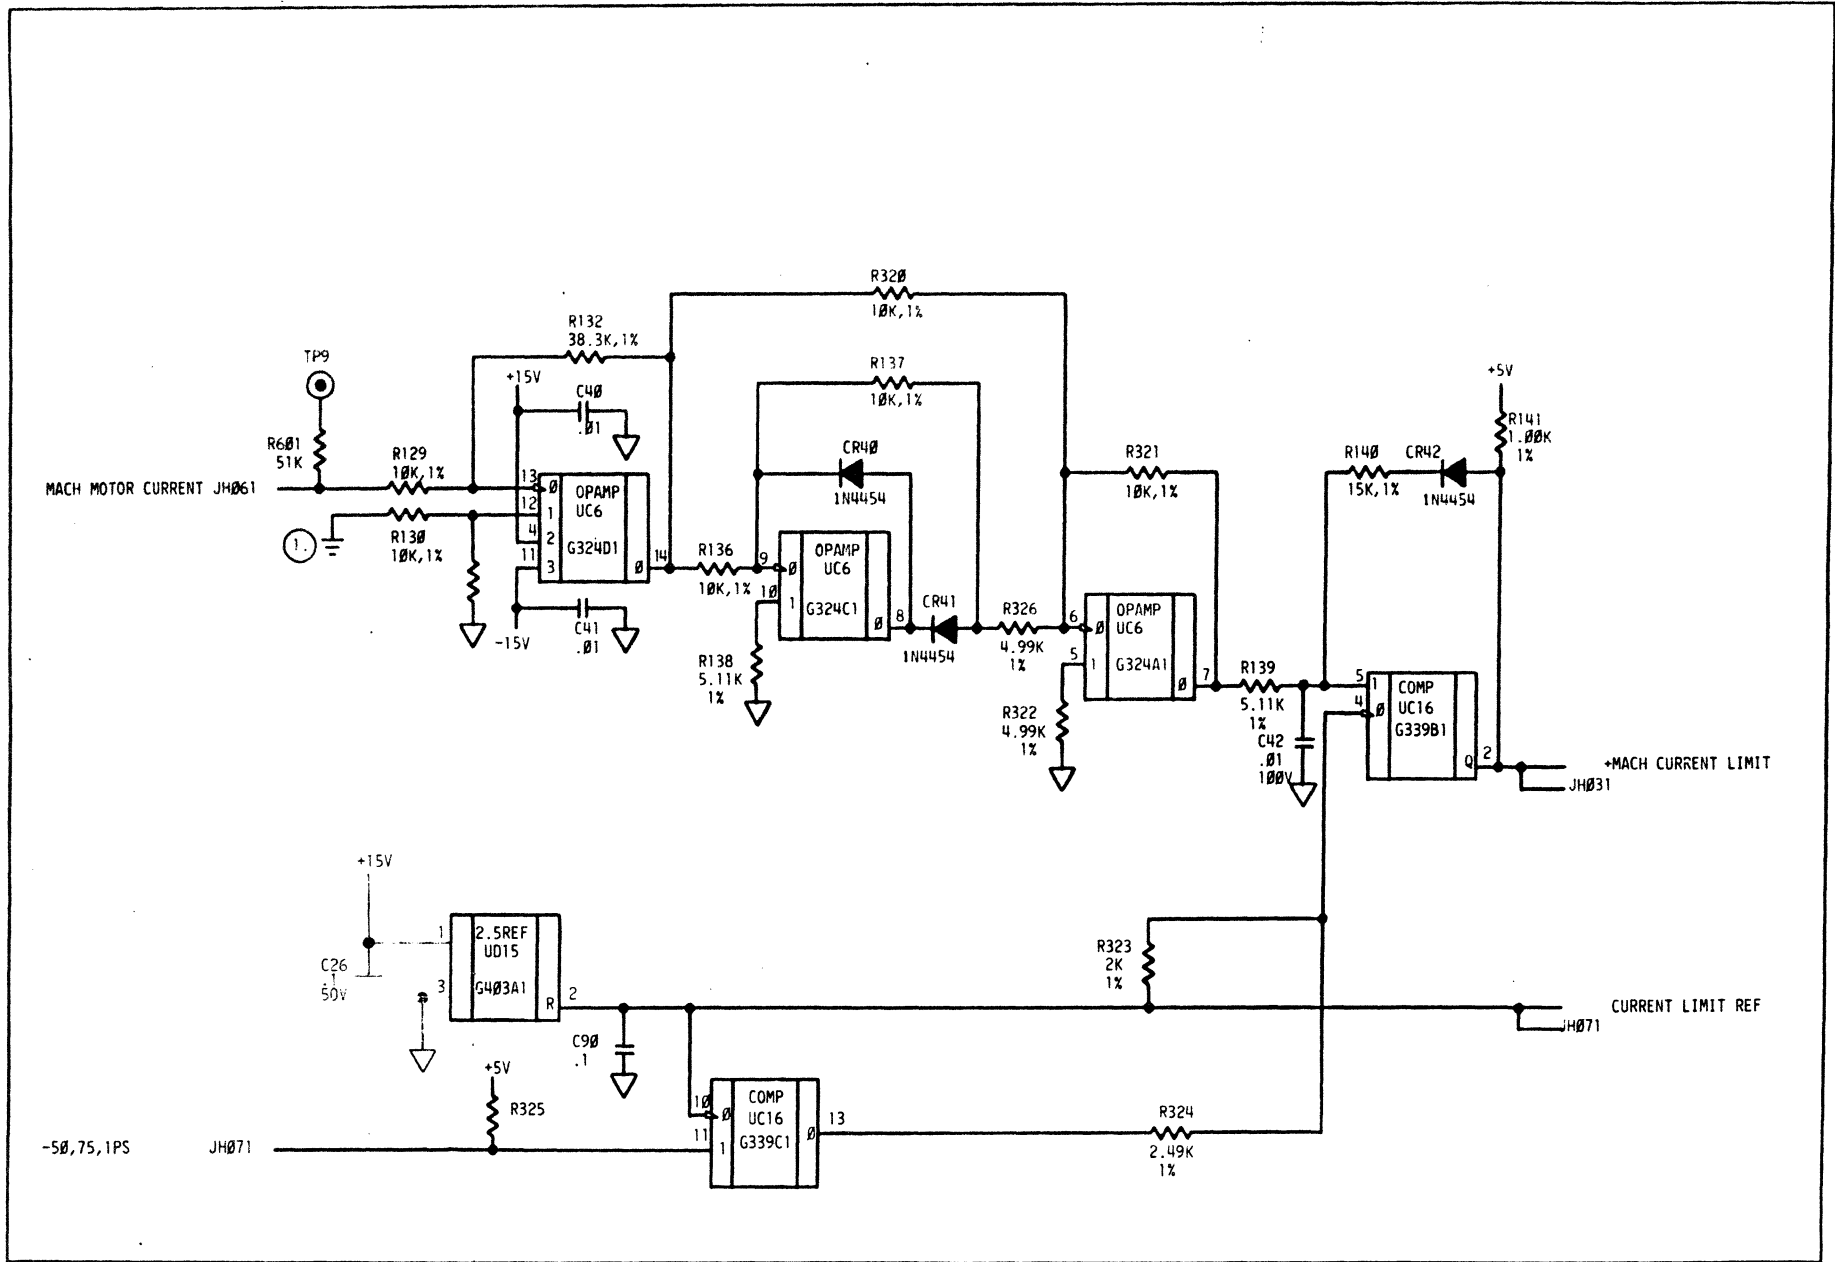 R320
10K,1%
R132
38.3K,1%
R137
10K,1%
TP9
+15V
C40
.01
+5V
R141
1.00K
1%
R601
51K
R129
10K,1%
CR40
1N4454
R321
10K,1%
R140
15K,1%
CR42
1N4454
MACH MOTOR CURRENT JH061
13
12
4
11
0
1
2
3
OPAMP
UC6
G324D1
0
14
1.
R130
10K,1%
-15V
C41
.01
R136
10K,1%
9
10
0
1
OPAMP
UC6
G324C1
0
8
CR41
1N4454
R138
5.11K
1%
R326
4.99K
1%
6
5
0
1
OPAMP
UC6
G324A1
0
7
R322
4.99K
1%
R139
5.11K
1%
C42
.01
100V
5
4
1
0
COMP
UC16
G339B1
Q
2
+MACH CURRENT LIMIT
JH031
+15V
C26
.1
50V
1
3
2.5REF
UD15
G403A1
R
2
R323
2K
1%
CURRENT LIMIT REF
JH071
C90
.1
+5V
R325
10
11
0
1
COMP
UC16
G339C1
0
13
R324
2.49K
1%
-50,75,1PS
JH071